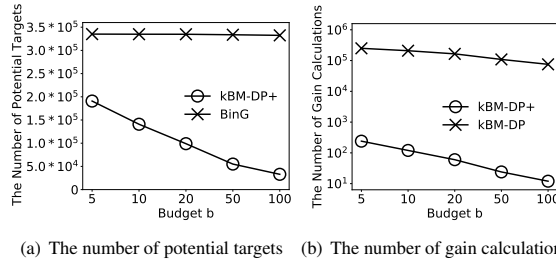 The Number of Potential Targets
3.5 * 10^5
3.0 * 10^5
2.5 * 10^5
2.0 * 10^5
1.5 * 10^5
1.0 * 10^5
5.0 * 10^4
0
kBM-DP+
BinG
5 10 20 50 100
Budget b
The Number of Gain Calculations
10^6
10^5
10^4
10^3
10^2
10^1
kBM-DP+
kBM-DP
5 10 20 50 100
Budget b
(a) The number of potential targets (b) The number of gain calculation